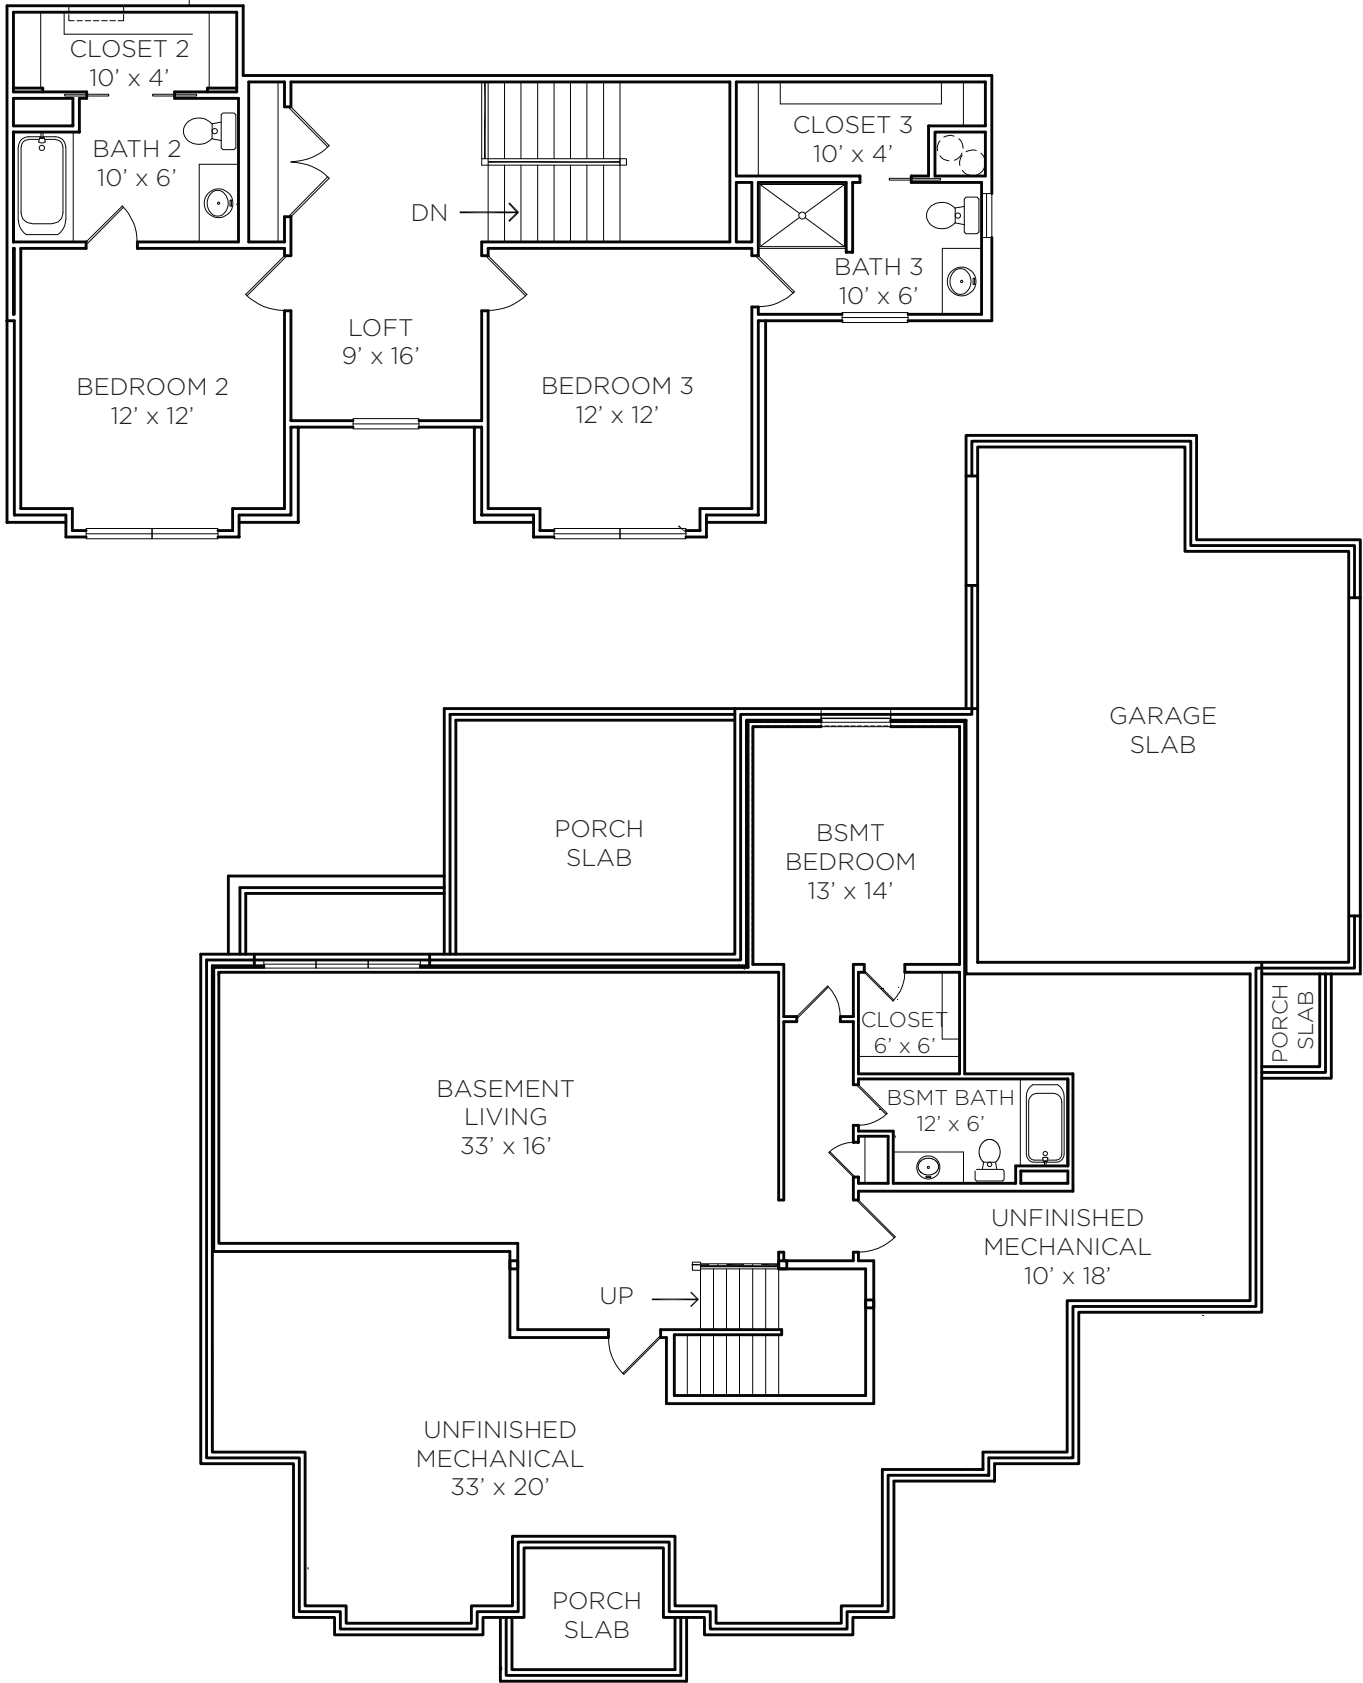 CLOSET 2
10’ x 4’
BATH 2
10’ x 6’
CLOSET 3
10’ x 4’
DN
BATH 3
10’ x 6’
LOFT
9’ x 16’
BEDROOM 2
12’ x 12’
BEDROOM 3
12’ x 12’
GARAGE
SLAB
PORCH
SLAB
BSMT
BEDROOM
13’ x 14’
PORCH
SLAB
CLOSET
6’ x 6’
BASEMENT
LIVING
33’ x 16’
BSMT BATH
12’ x 6’
UNFINISHED
MECHANICAL
10’ x 18’
UP
UNFINISHED
MECHANICAL
33’ x 20’
PORCH
SLAB